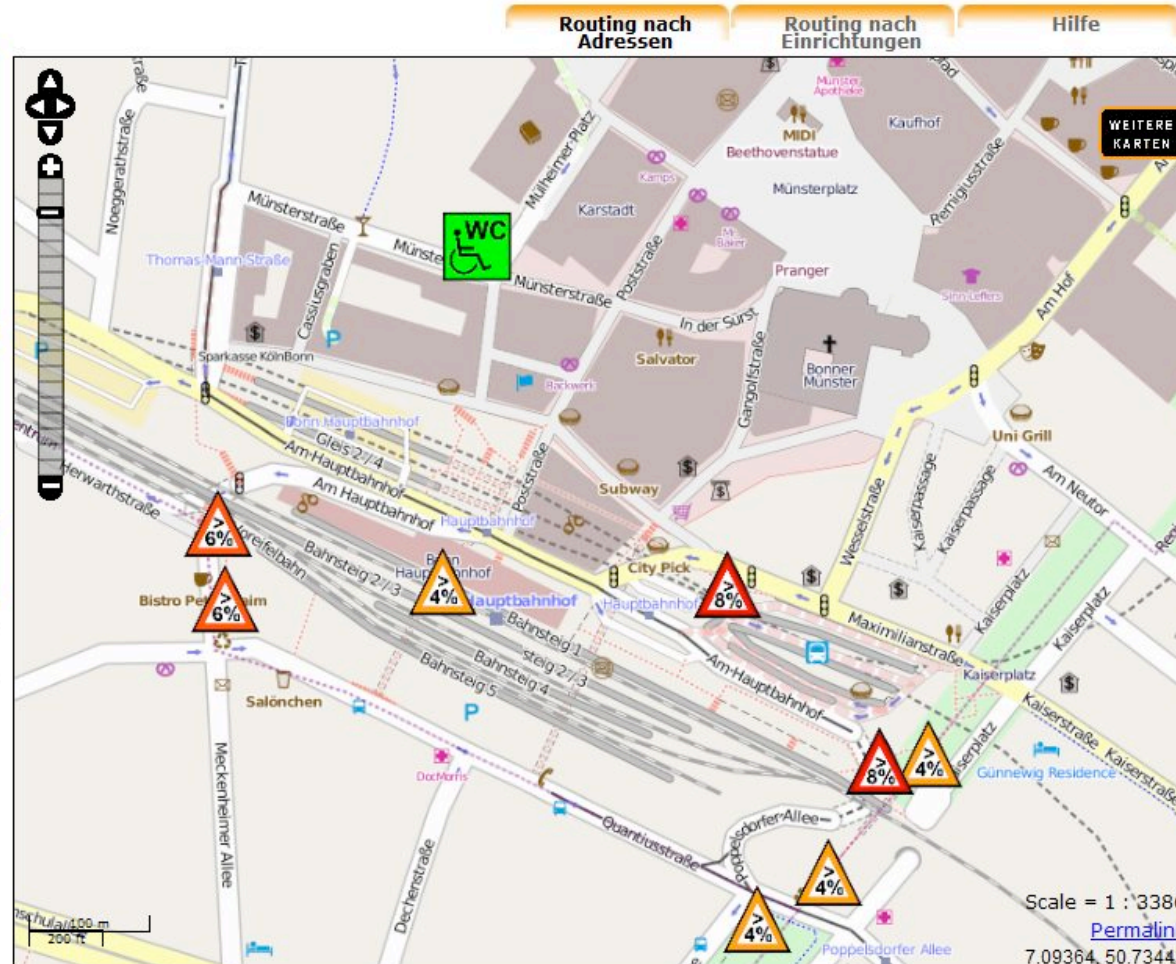 Routing nach
Adressen
Routing nach
Einrichtungen
Hilfe
WEITERE
KARTEN
Münster
Apotheke
Kaufhof
MIDI
Beethovenstatue
Münsterplatz
Remigiusstraße
Noeggerathstraße
Mülheimer Platz
Kamps
Karstadt
Mr.
Baker
Münsterstraße
WC
Poststraße
Pranger
Sinn Leffers
Am Hof
Thomas-Mann Straße
Cassiusgraben
Münsterstraße
In der Sürst
Salvator
Gangolfstraße
Bonner
Münster
P
P
Sparkasse KölnBonn
Backwerk
Bonn Hauptbahnhof
Gleis 2 / 4
Am Hauptbahnhof
Am Hauptbahnhof
Poststraße
Subway
Uni Grill
Am Neutor
Wesselstraße
Kaiserpassage
Kaiserpassage
Herwarthstraße
Hauptbahnhof
City Pick
> 6%
Bahnsteig 2 / 3
Hauptbahnhof
> 4%
Hauptbahnhof
Hauptbahnhof
> 8%
> 6%
Kaiserplatz
Kaiserplatz
Maximilianstraße
Bahnsteig 1
steig 2 / 3
Bahnsteig 4
Bahnsteig 5
Am-Hauptbahnhof
Kaiserplatz
Kaiserstraße
Kaiserstraße
Salönchen
P
DocMorris
Meckenheimer Allee
> 8%
> 4%
Günnewig Residence
Quantiusstraße
Poppelsdorfer Allee
Dechenstraße
> 4%
> 4%
Poppelsdorfer Allee
100 m
200 ft
Scale = 1 : 338
Permalin
7.09364, 50.7344